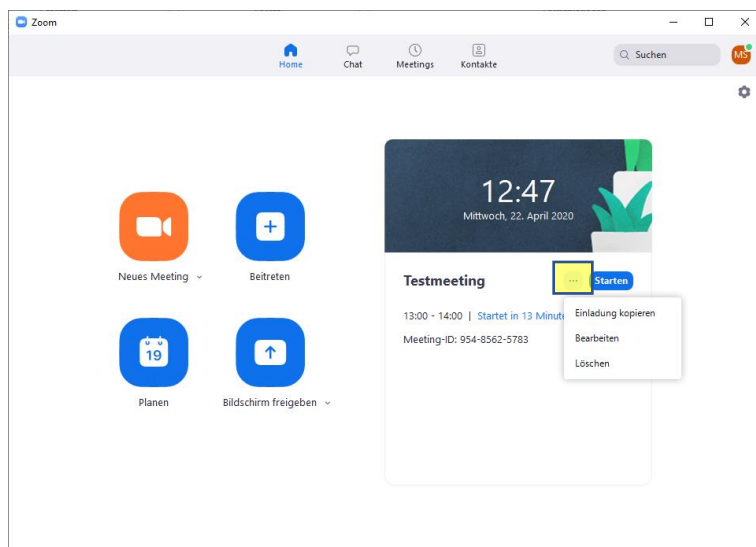 Zoom
Home
Chat
Meetings
Kontakte
Suchen
MS
12:47
Mittwoch, 22. April 2020
Neues Meeting
Beitreten
Testmeeting
...
Starten
13:00 - 14:00 | Startet in 13 Minute
Einladung kopieren
Meeting-ID: 954-8562-5783
Bearbeiten
Löschen
19
Planen
Bildschirm freigeben